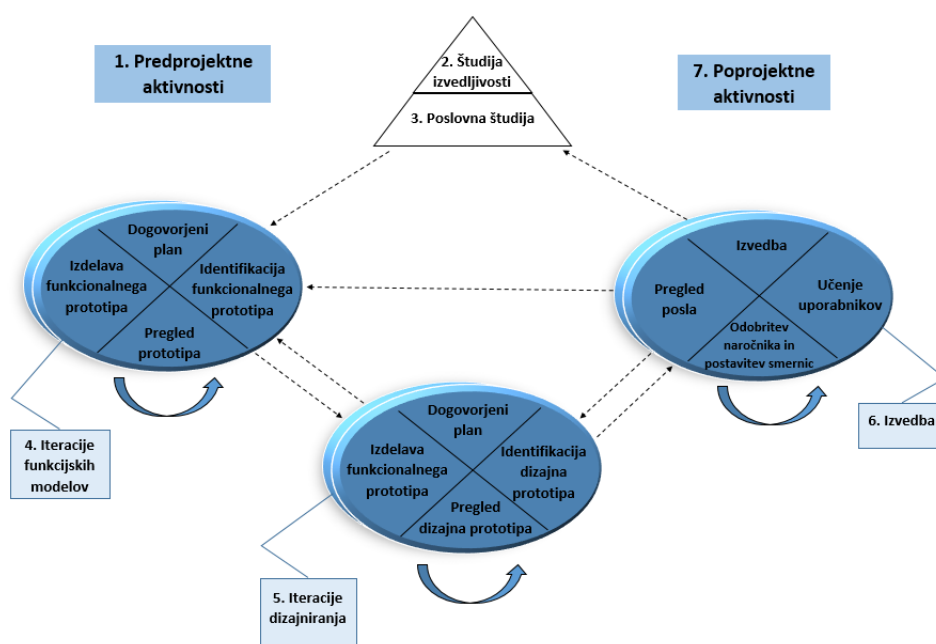 1. Predprojektne
aktivnosti
2. Študija
izvedljivosti
3. Poslovna študija
7. Poprojektne
aktivnosti
Dogovorjeni
plan
Izdelava
funkcionalnega
prototipa
Identifikacija
funkcionalnega
prototipa
Pregled
prototipa
Izvedba
Pregled
posla
Učenje
uporabnikov
Odobritev
naročnika in
postavitev smernic
4. Iteracije
funkcijskih
modelov
6. Izvedba
Dogovorjeni
plan
Izdelava
funkcionalnega
prototipa
Identifikacija
dizajna
prototipa
Pregled
dizajna prototipa
5. Iteracije
dizajniranja